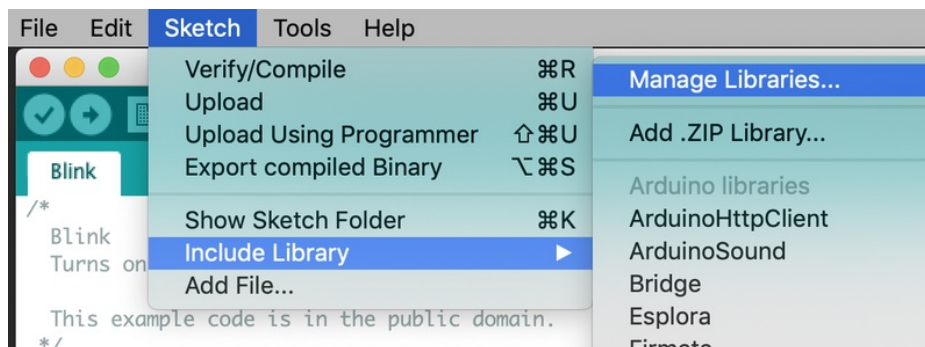 File Edit Sketch Tools Help
Verify/Compile ⌘R
Upload ⌘U
Upload Using Programmer ⇧⌘U
Export compiled Binary ⌥⌘S
Show Sketch Folder ⌘K
Include Library ▶
Add File...
Manage Libraries...
Add .ZIP Library...
Arduino libraries
ArduinoHttpClient
ArduinoSound
Bridge
Esplora
Blink
/*
Blink
Turns on
This example code is in the public domain.
*/